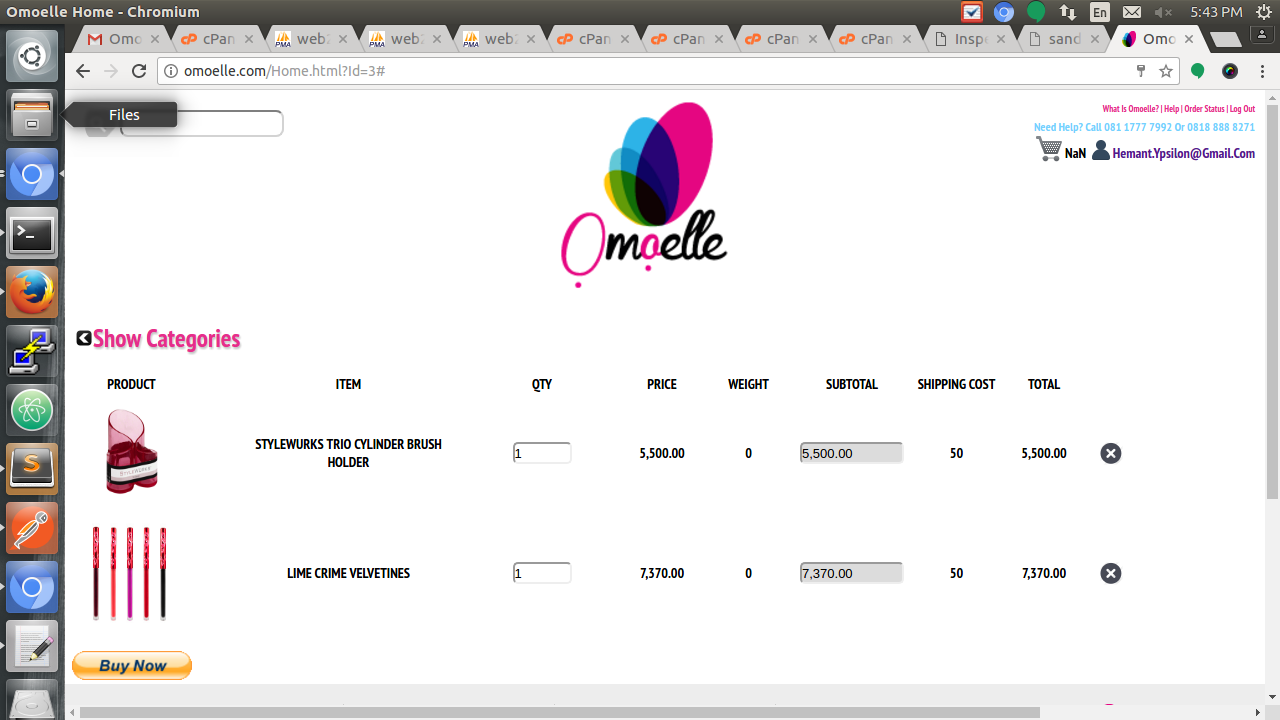 Omoelle Home - Chromium
En
5:43 PM
Omo
cPan
web
PMA
web
PMA
web
PMA
cPan
cPan
cPan
cPan
Insp
sand
Omo
omoelle.com/Home.html?Id=3#
Files
What Is Omoelle? | Help | Order Status | Log Out
Need Help? Call 081 1777 7992 Or 0818 888 8271
NaN
Hemant.Ypsilon@Gmail.Com
Omoelle
Show Categories
PRODUCT ITEM QTY PRICE WEIGHT SUBTOTAL SHIPPING COST TOTAL
STYLEWURKS TRIO CYLINDER BRUSH
HOLDER
1 5,500.00 0 5,500.00 50 5,500.00
LIME CRIME VELVETINES 1 7,370.00 0 7,370.00 50 7,370.00
Buy Now